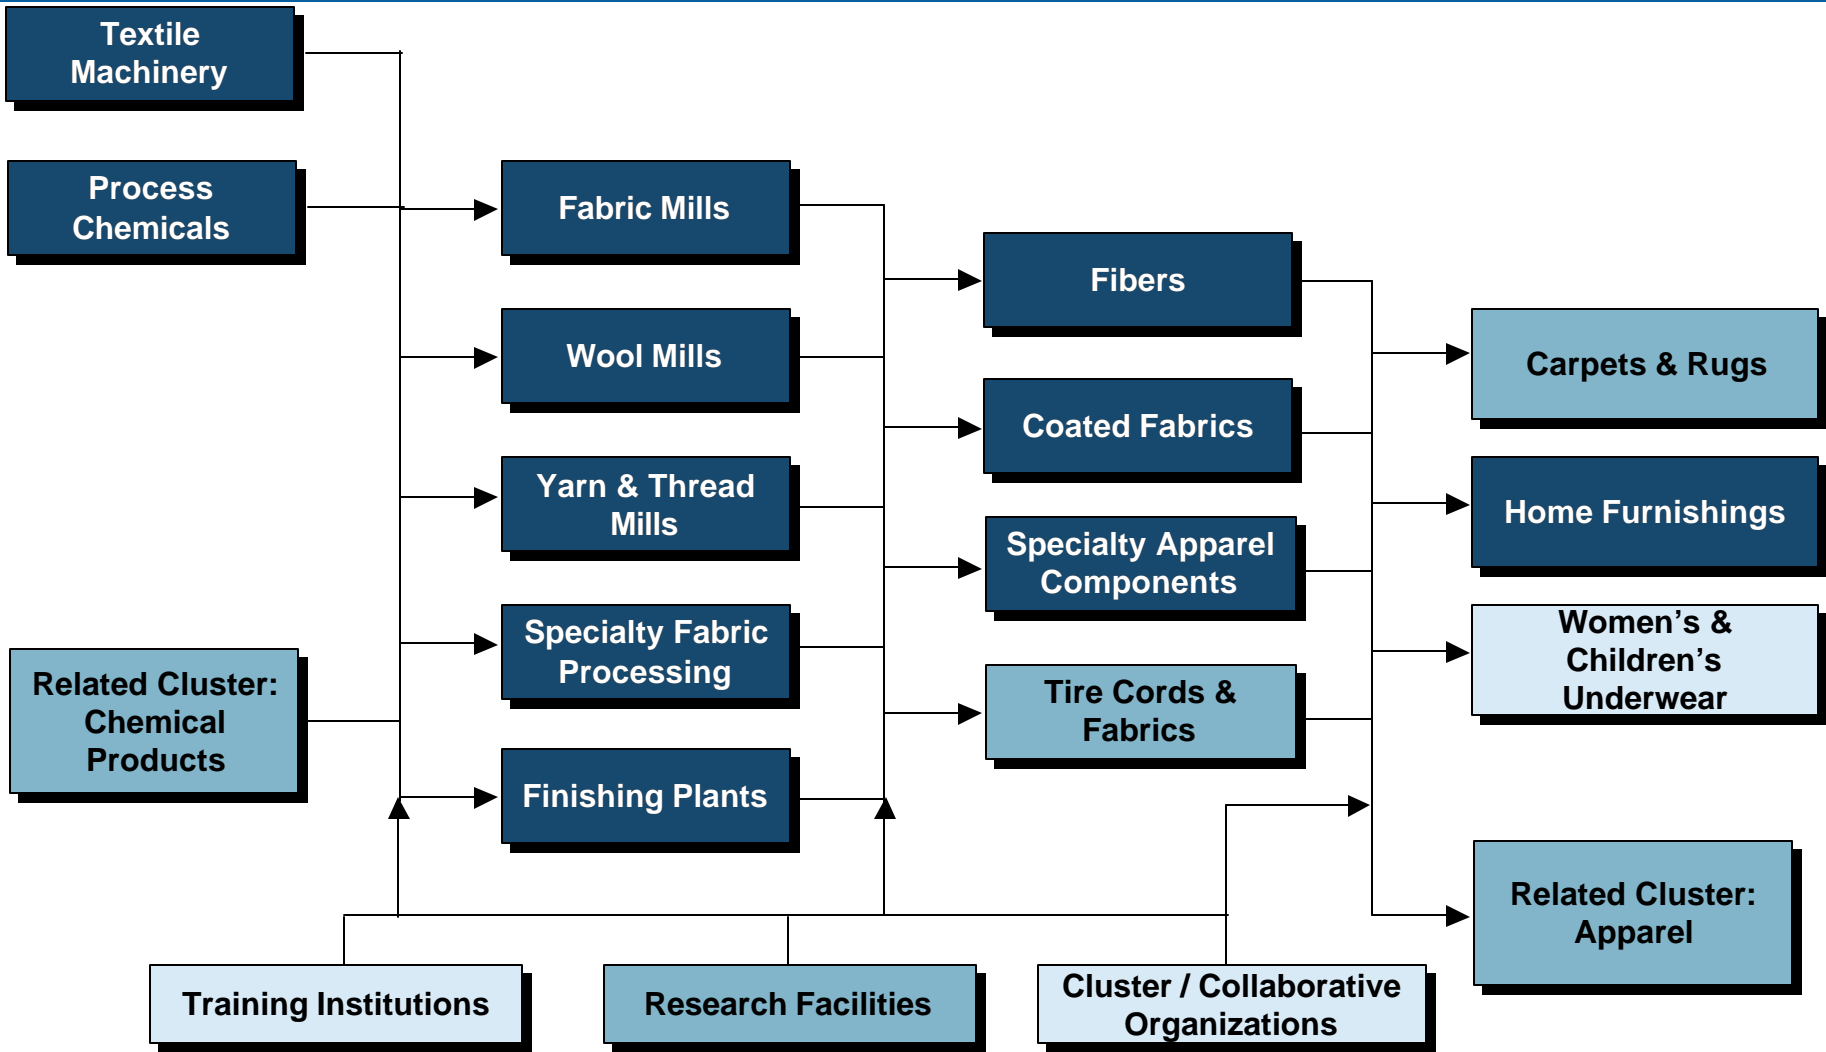 Textile
Machinery
Process
Chemicals
Related Cluster:
Chemical
Products
Fabric Mills
Wool Mills
Yarn & Thread
Mills
Specialty Fabric
Processing
Finishing Plants
Fibers
Coated Fabrics
Specialty Apparel
Components
Tire Cords &
Fabrics
Carpets & Rugs
Home Furnishings
Women’s &
Children’s
Underwear
Related Cluster:
Apparel
Training Institutions
Research Facilities
Cluster / Collaborative
Organizations